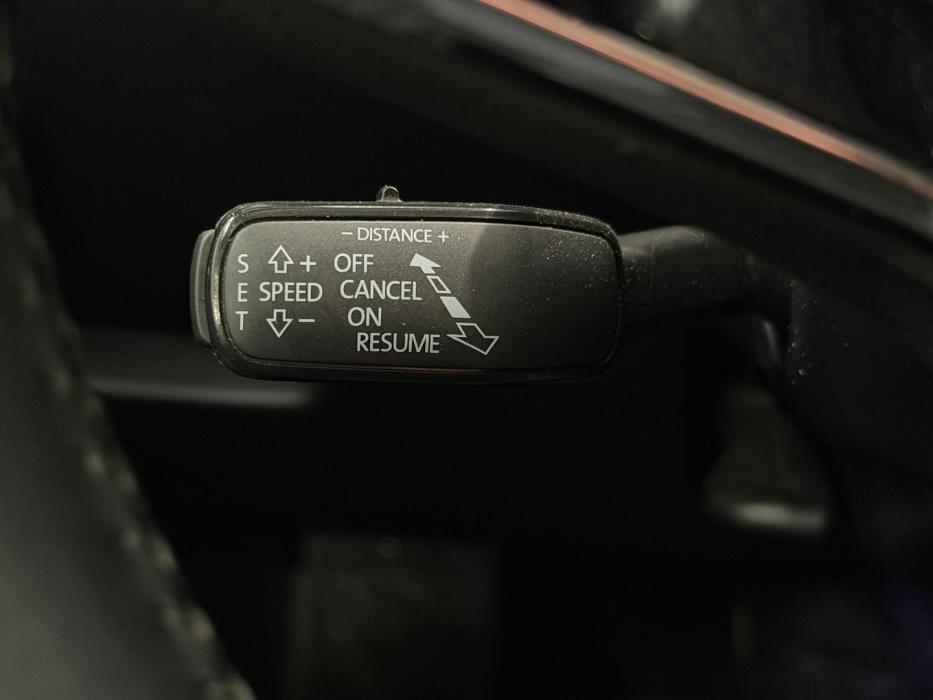 − DISTANCE +
S + OFF
E SPEED CANCEL
T − ON
RESUME